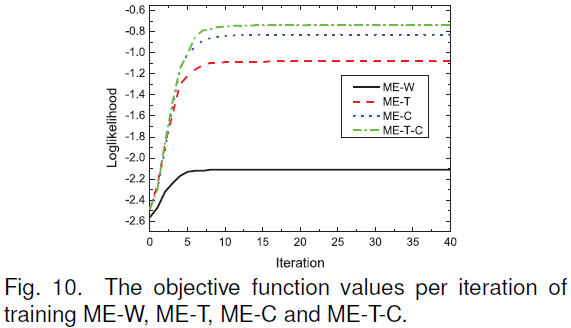 -0.6
-0.8
-1.0
-1.2
-1.4
-1.6
-1.8
-2.0
-2.2
-2.4
-2.6
Loglikelihood
ME-W
ME-T
ME-C
ME-T-C
0 5 10 15 20 25 30 35 40
Iteration
Fig. 10. The objective function values per iteration of
training ME-W, ME-T, ME-C and ME-T-C.